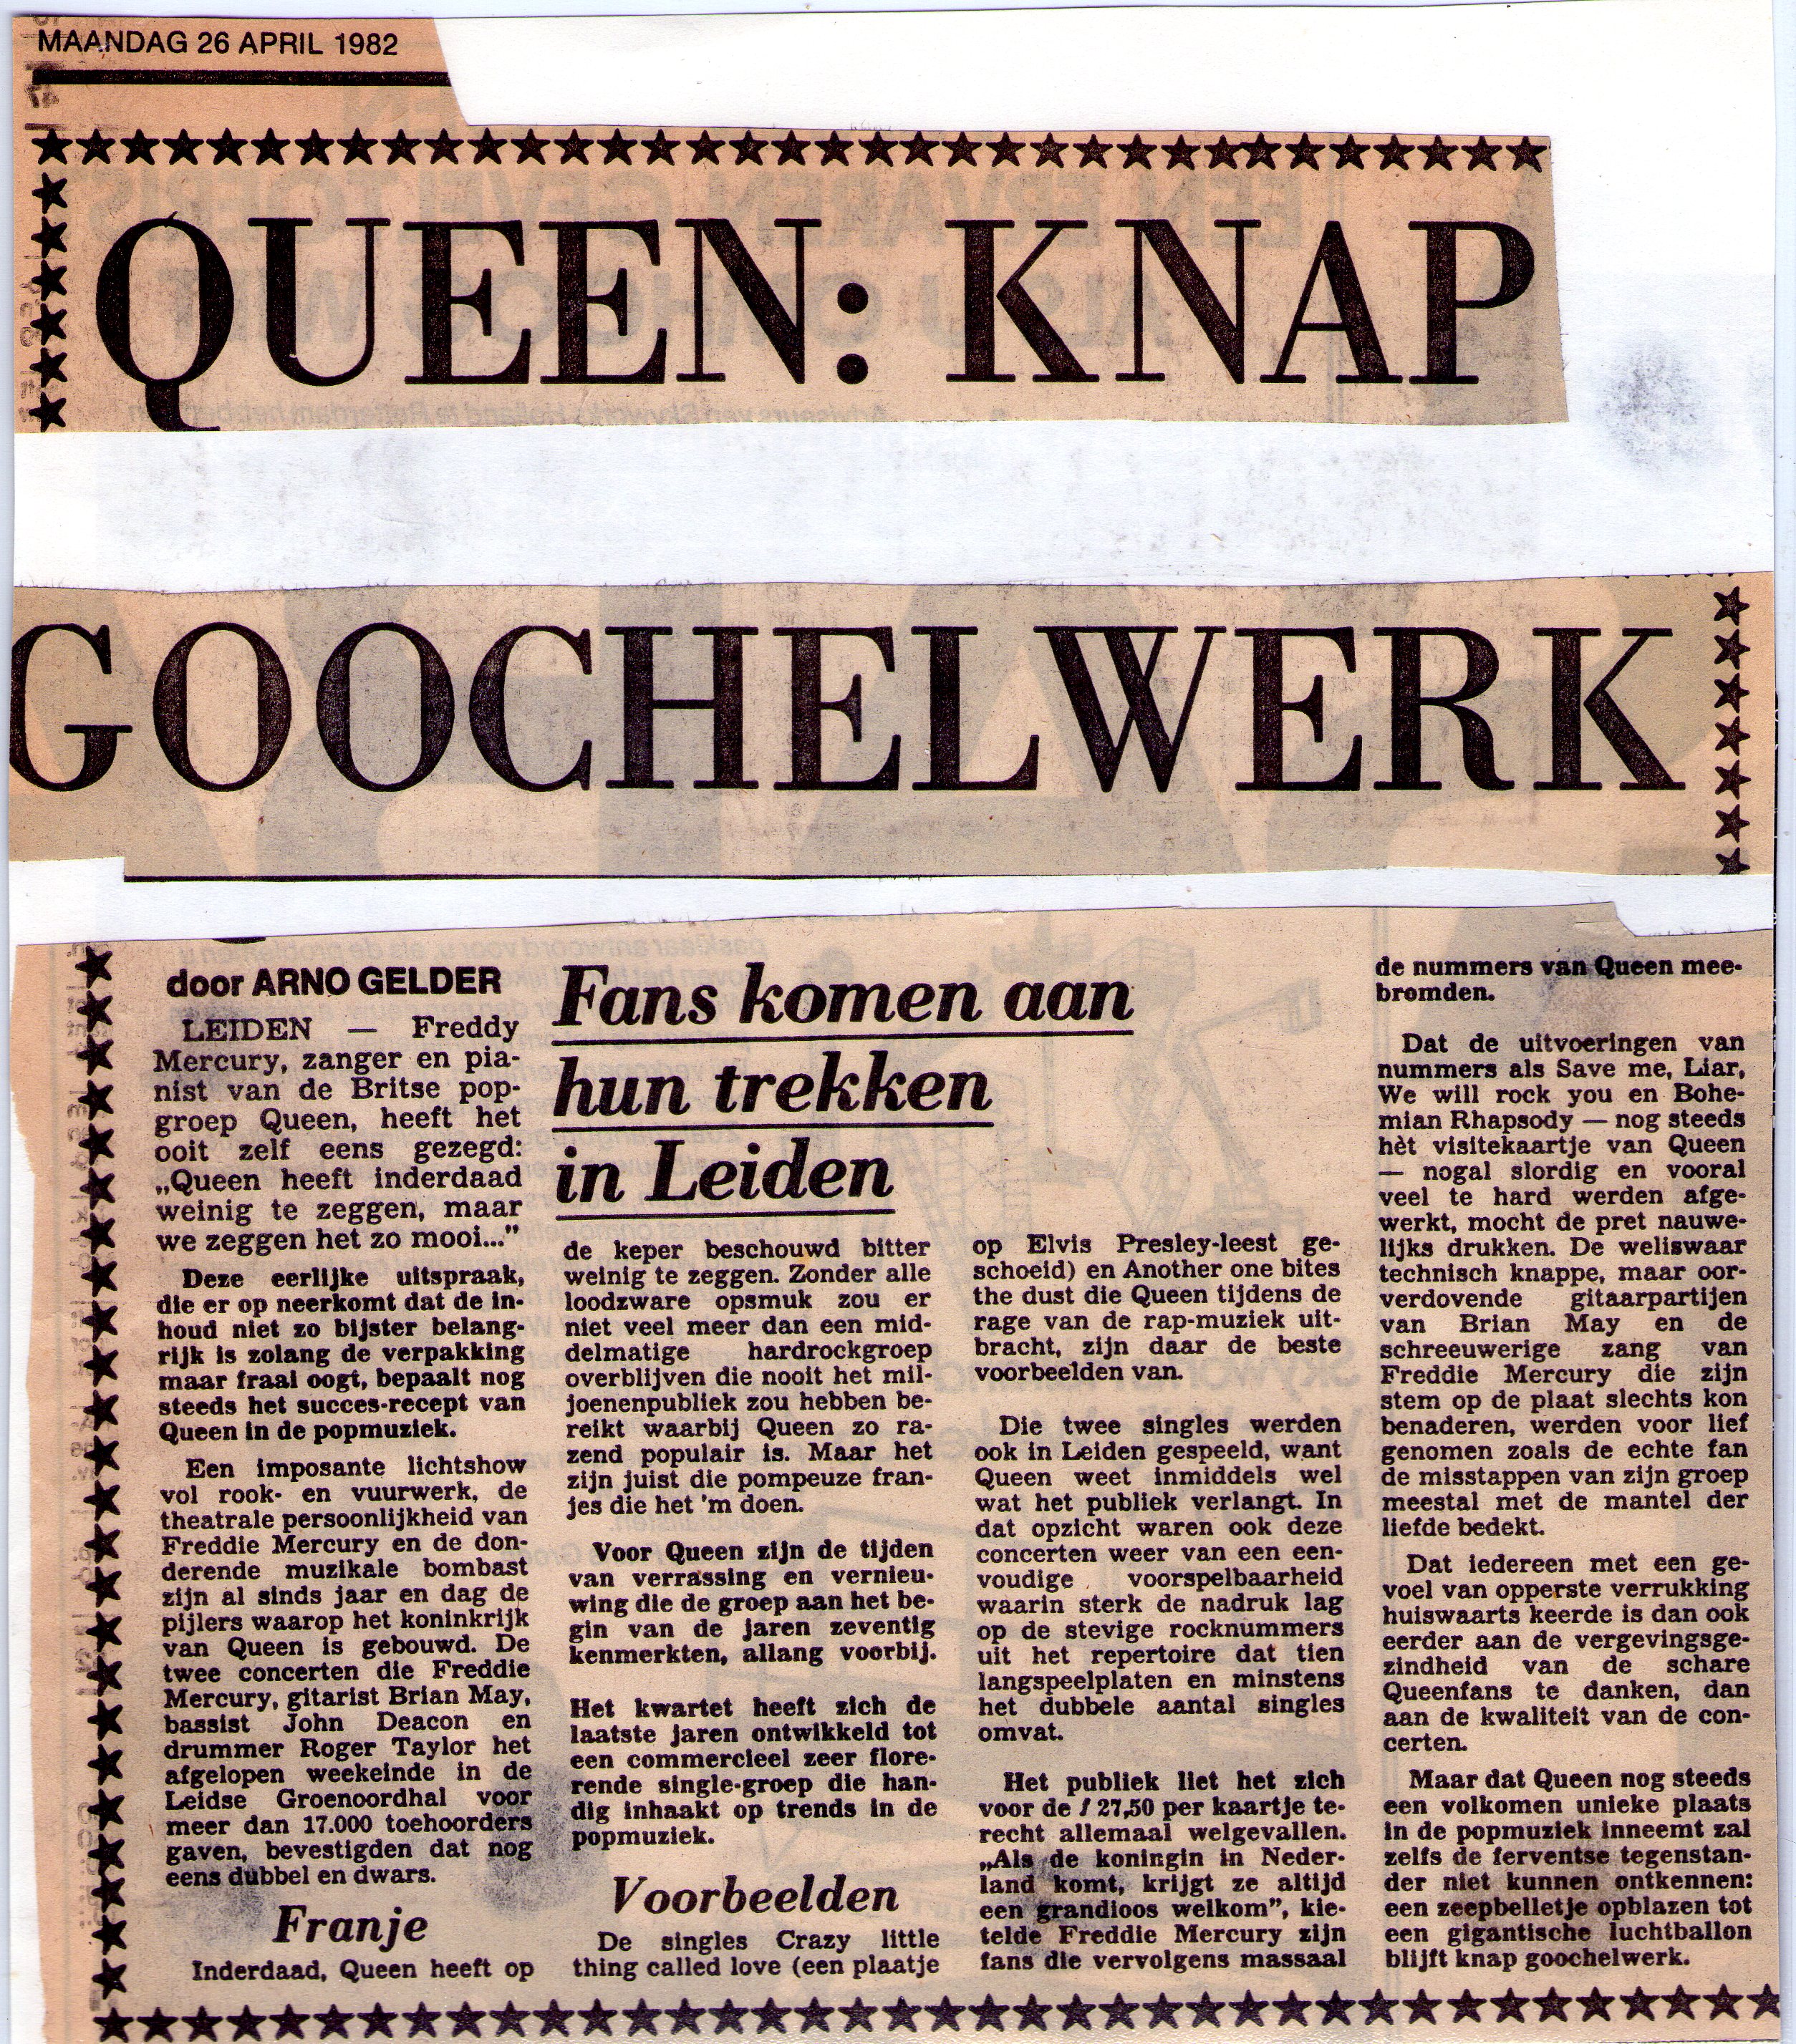 MAANDAG 26 APRIL 1982
QUEEN: KNAP
GOOCHELWERK
door ARNO GELDER
LEIDEN — Freddy
Mercury, zanger en pia-
nist van de Britse pop-
groep Queen, heeft het
ooit zelf eens gezegd:
„Queen heeft inderdaad
weinig te zeggen, maar
we zeggen het zo mooi...”
Deze eerlijke uitspraak,
die er op neerkomt dat de in-
houd niet zo bijster belang-
rijk is zolang de verpakking
maar fraai oogt, bepaalt nog
steeds het succes-recept van
Queen in de popmuziek.
Een imposante lichtshow
vol rook- en vuurwerk, de
theatrale persoonlijkheid van
Freddie Mercury en de don-
derende muzikale bombast
zijn al sinds jaar en dag de
pijlers waarop het koninkrijk
van Queen is gebouwd. De
twee concerten die Freddie
Mercury, gitarist Brian May,
bassist John Deacon en
drummer Roger Taylor het
afgelopen weekeinde in de
Leidse Groenoordhal voor
meer dan 17.000 toehoorders
gaven, bevestigden dat nog
eens dubbel en dwars.
Franje
Inderdaad, Queen heeft op
Fans komen aan
hun trekken
in Leiden
de keper beschouwd bitter
weinig te zeggen. Zonder alle
loodzware opsmuk zou er
niet veel meer dan een mid-
delmatige hardrockgroep
overblijven die nooit het mil-
joenenpubliek zou hebben be-
reikt waarbij Queen zo ra-
zend populair is. Maar het
zijn juist die pompeuze fran-
jes die het 'm doen.
Voor Queen zijn de tijden
van verrassing en vernieu-
wing die de groep aan het be-
gin van de jaren zeventig
kenmerkten, allang voorbij.
Het kwartet heeft zich de
laatste jaren ontwikkeld tot
een commercieel zeer flore-
rende single-groep die han-
dig inhaakt op trends in de
popmuziek.
Voorbeelden
De singles Crazy little
thing called love (een plaatje
op Elvis Presley-leest ge-
schoeid) en Another one bites
the dust die Queen tijdens de
rage van de rap-muziek uit-
bracht, zijn daar de beste
voorbeelden van.
Die twee singles werden
ook in Leiden gespeeld, want
Queen weet inmiddels wel
wat het publiek verlangt. In
dat opzicht waren ook deze
concerten weer van een een-
voudige voorspelbaarheid
waarin sterk de nadruk lag
op de stevige rocknummers
uit het repertoire dat tien
langspeelplaten en minstens
het dubbele aantal singles
omvat.
Het publiek liet het zich
voor de ƒ 27,50 per kaartje te-
recht allemaal welgevallen.
„Als de koningin in Neder-
land komt, krijgt ze altijd
een grandioos welkom”, kie-
telde Freddie Mercury zijn
fans die vervolgens massaal
de nummers van Queen mee-
bromden.
Dat de uitvoeringen van
nummers als Save me, Liar,
We will rock you en Bohe-
mian Rhapsody — nog steeds
hèt visitekaartje van Queen
— nogal slordig en vooral
veel te hard werden afge-
werkt, mocht de pret nauwe-
lijks drukken. De weliswaar
technisch knappe, maar oor-
verdovende gitaarpartijen
van Brian May en de
schreeuwerige zang van
Freddie Mercury die zijn
stem op de plaat slechts kon
benaderen, werden voor lief
genomen zoals de echte fan
de misstappen van zijn groep
meestal met de mantel der
liefde bedekt.
Dat iedereen met een ge-
voel van opperste verrukking
huiswaarts keerde is dan ook
eerder aan de vergevingsge-
zindheid van de schare
Queenfans te danken, dan
aan de kwaliteit van de con-
certen.
Maar dat Queen nog steeds
een volkomen unieke plaats
in de popmuziek inneemt zal
zelfs de ferventse tegenstan-
der niet kunnen ontkennen:
een zeepbelletje opblazen tot
een gigantische luchtballon
blijft knap goochelwerk.